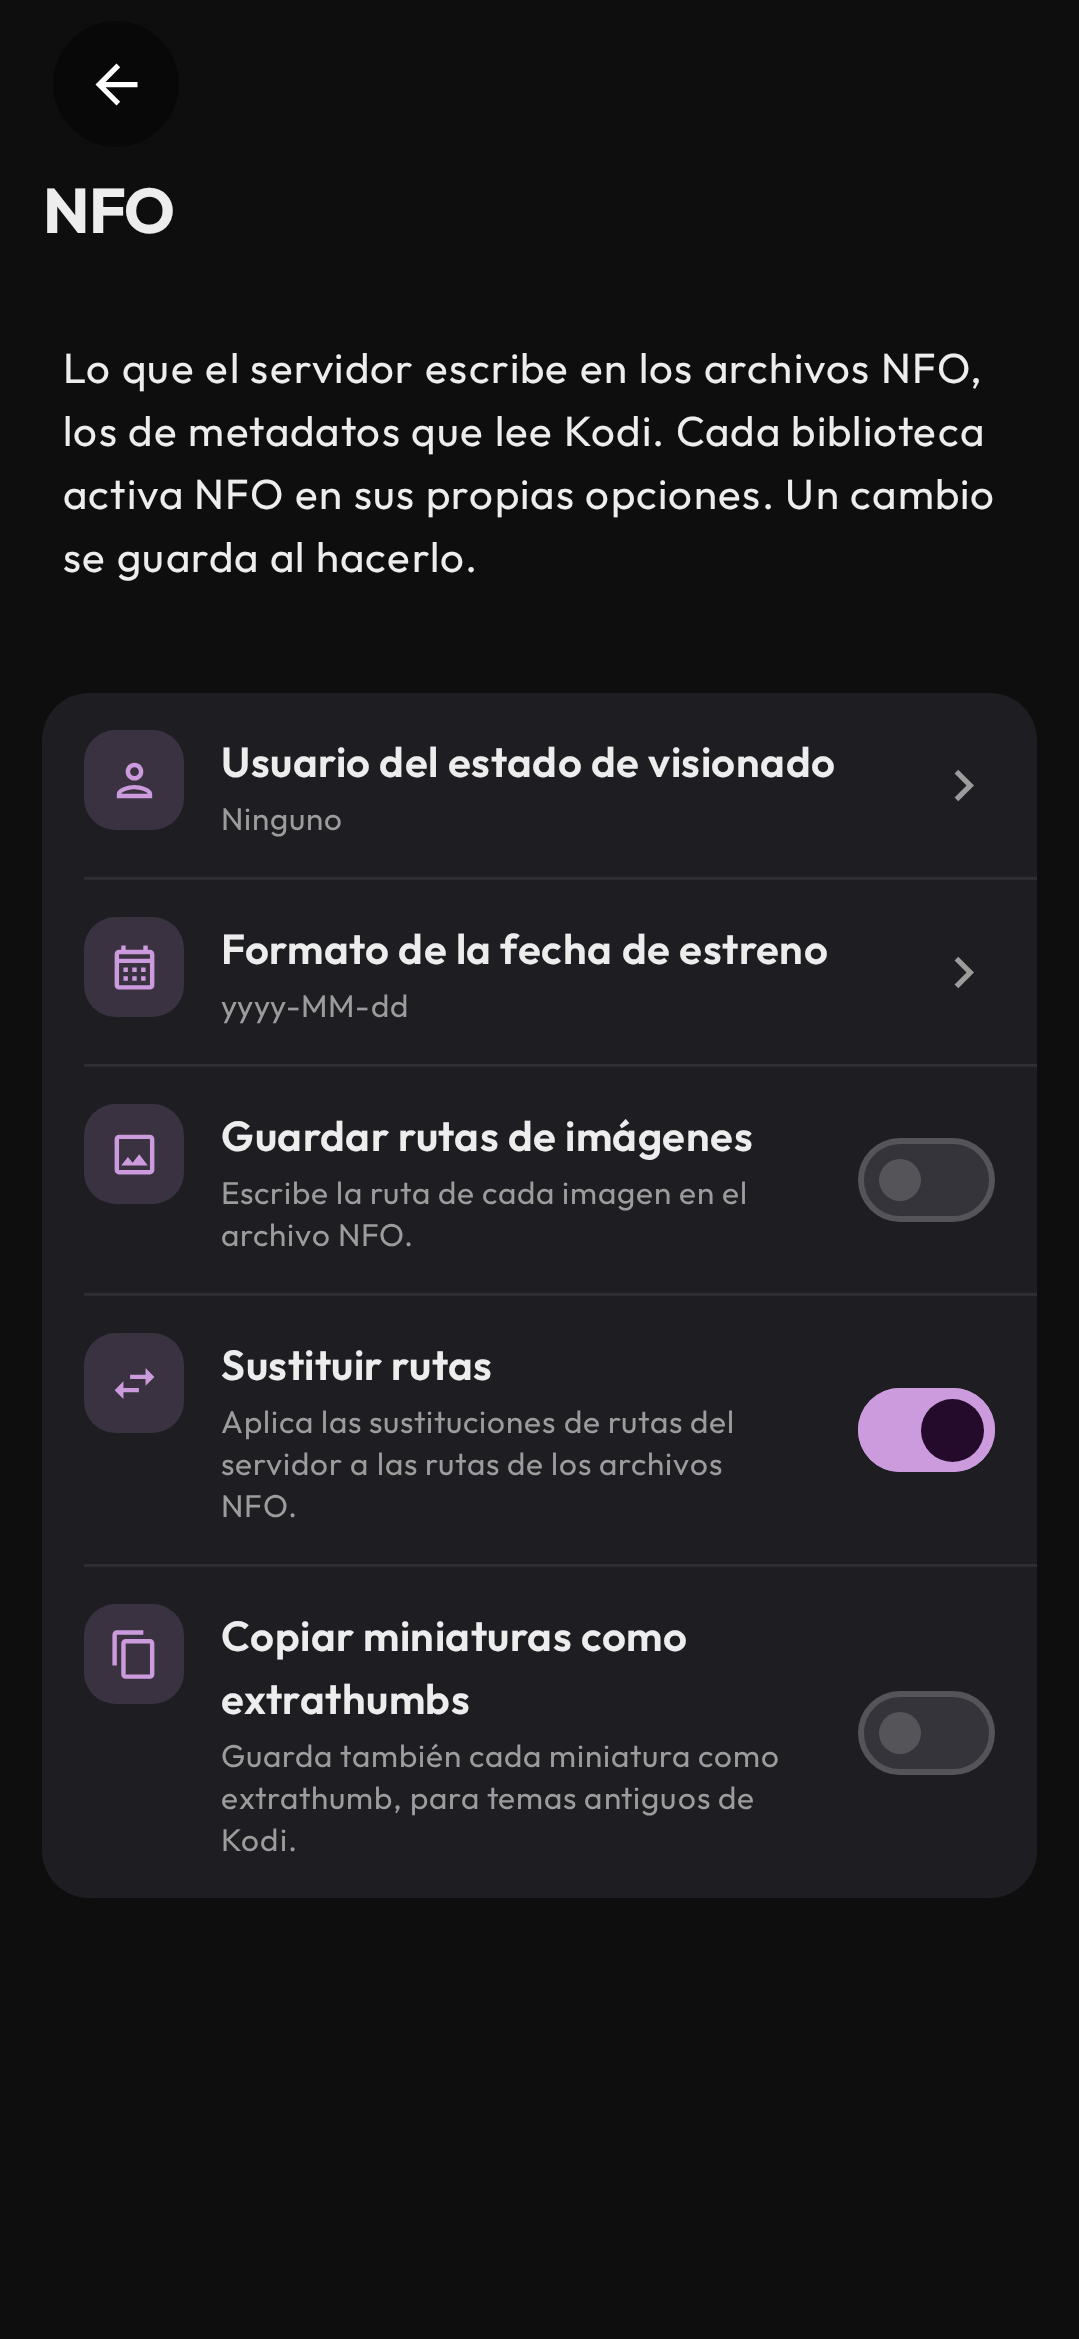 NFO
Lo que el servidor escribe en los archivos NFO,
los de metadatos que lee Kodi. Cada biblioteca
activa NFO en sus propias opciones. Un cambio
se guarda al hacerlo.
Usuario del estado de visionado
Ninguno
Formato de la fecha de estreno
yyyy-MM-dd
Guardar rutas de imágenes
Escribe la ruta de cada imagen en el
archivo NFO.
Sustituir rutas
Aplica las sustituciones de rutas del
servidor a las rutas de los archivos
NFO.
Copiar miniaturas como
extrathumbs
Guarda también cada miniatura como
extrathumb, para temas antiguos de
Kodi.